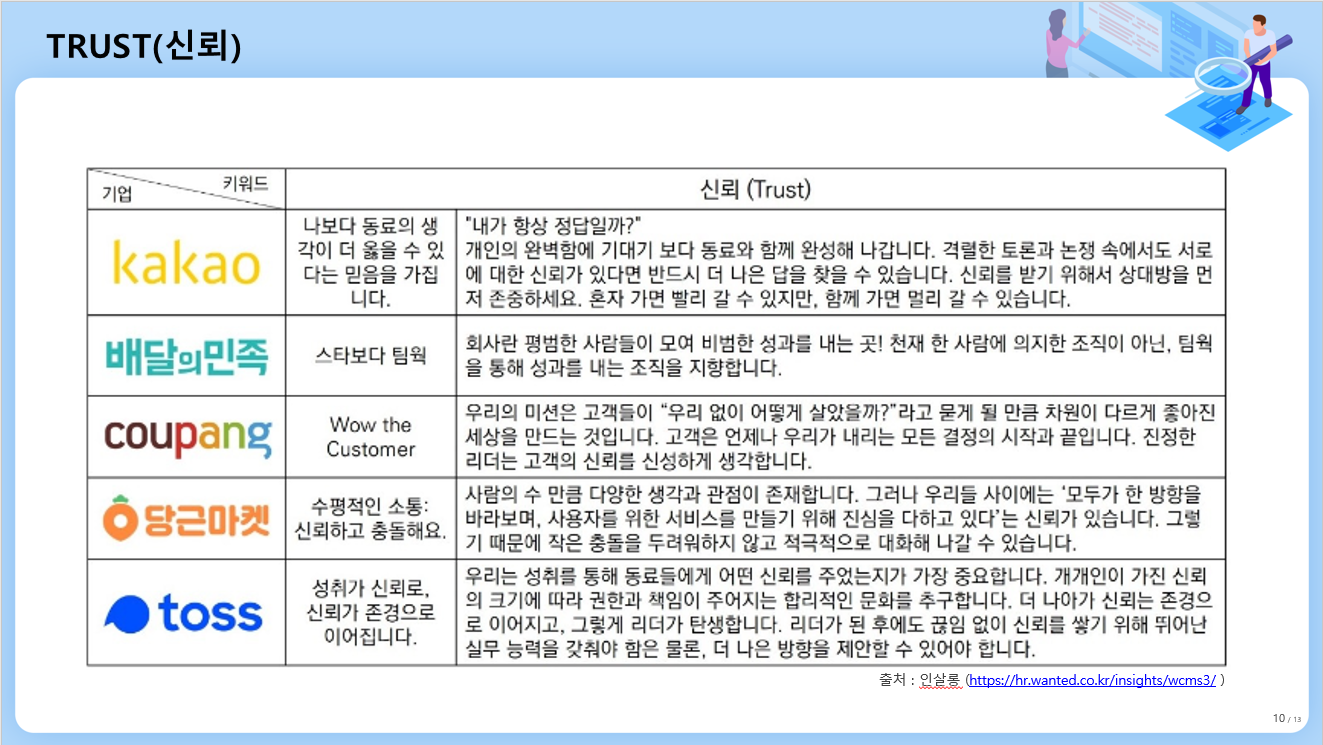 TRUST(신뢰)
키워드
기업
신뢰 (Trust)
kakao
나보다 동료의 생
각이 더 옳을 수 있
다는 믿음을 가집
니다.
"내가 항상 정답일까?"
개인의 완벽함에 기대기 보다 동료와 함께 완성해 나갑니다. 격렬한 토론과 논쟁 속에서도 서로
에 대한 신뢰가 있다면 반드시 더 나은 답을 찾을 수 있습니다. 신뢰를 받기 위해서 상대방을 먼
저 존중하세요. 혼자 가면 빨리 갈 수 있지만, 함께 가면 멀리 갈 수 있습니다.
배달의민족
스타보다 팀웍
회사란 평범한 사람들이 모여 비범한 성과를 내는 곳! 천재 한 사람에 의지한 조직이 아닌, 팀웍
을 통해 성과를 내는 조직을 지향합니다.
coupang
Wow the
Customer
우리의 미션은 고객들이 “우리 없이 어떻게 살았을까?”라고 묻게 될 만큼 차원이 다르게 좋아진
세상을 만드는 것입니다. 고객은 언제나 우리가 내리는 모든 결정의 시작과 끝입니다. 진정한
리더는 고객의 신뢰를 신성하게 생각합니다.
당근마켓
수평적인 소통:
신뢰하고 충돌해요.
사람의 수 만큼 다양한 생각과 관점이 존재합니다. 그러나 우리들 사이에는 ‘모두가 한 방향을
바라보며, 사용자를 위한 서비스를 만들기 위해 진심을 다하고 있다’는 신뢰가 있습니다. 그렇
기 때문에 작은 충돌을 두려워하지 않고 적극적으로 대화해 나갈 수 있습니다.
toss
성취가 신뢰로,
신뢰가 존경으로
이어집니다.
우리는 성취를 통해 동료들에게 어떤 신뢰를 주었는지가 가장 중요합니다. 개개인이 가진 신뢰
의 크기에 따라 권한과 책임이 주어지는 합리적인 문화를 추구합니다. 더 나아가 신뢰는 존경으
로 이어지고, 그렇게 리더가 탄생합니다. 리더가 된 후에도 끊임 없이 신뢰를 쌓기 위해 뛰어난
실무 능력을 갖춰야 함은 물론, 더 나은 방향을 제안할 수 있어야 합니다.
출처 : 인살롱 (https://hr.wanted.co.kr/insights/wcms3/ )
10 / 13